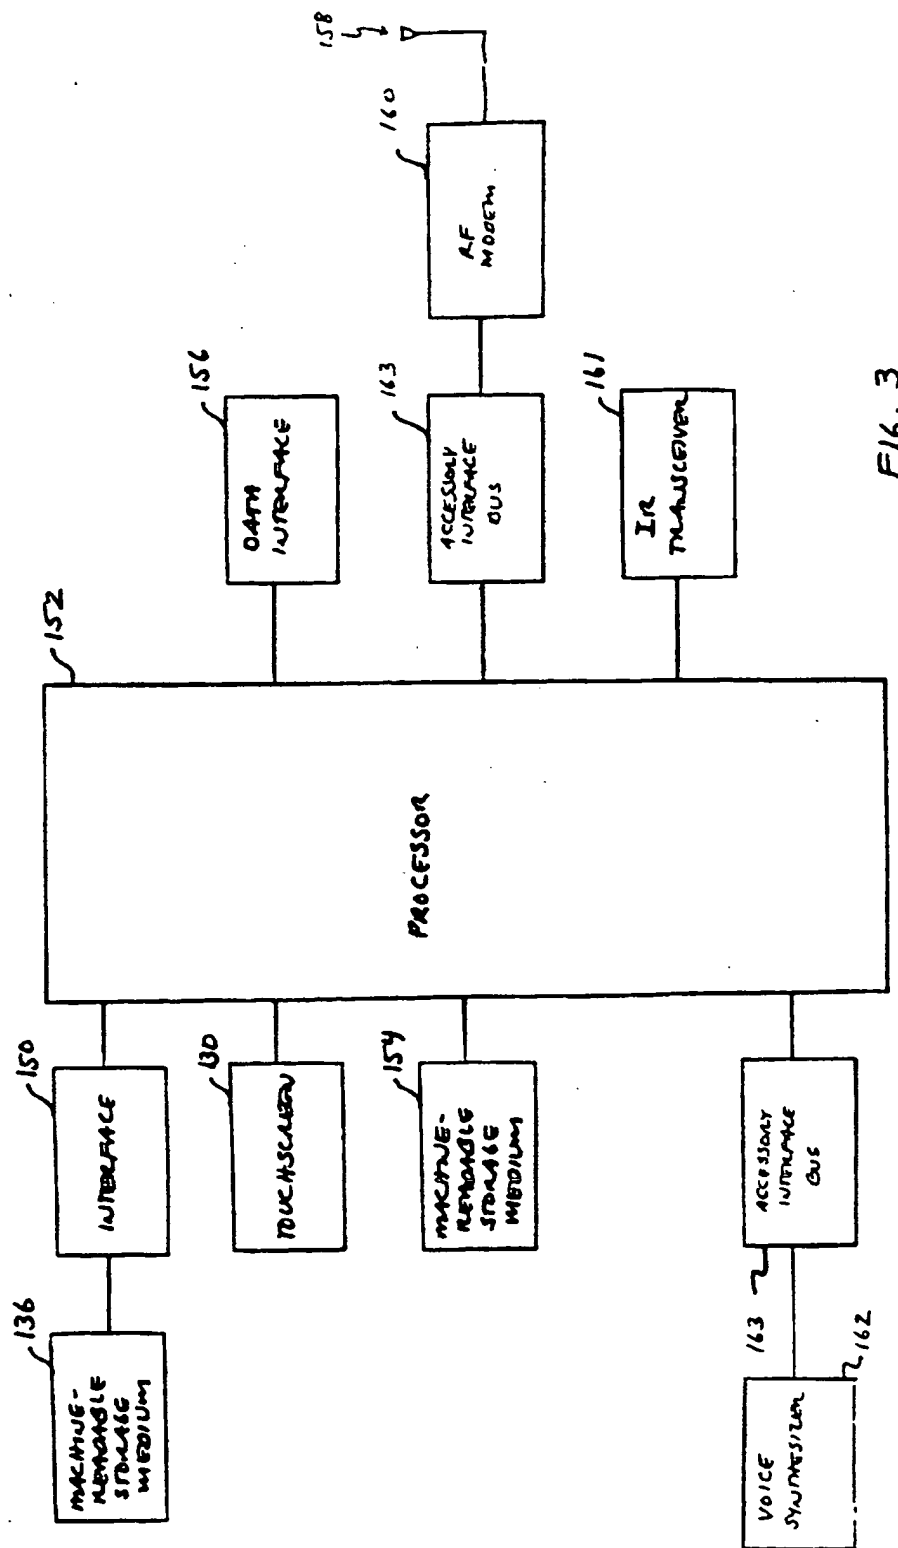 136
MACHINE-
READABLE
STORAGE
MEDIUM
150
INTERFACE
130
TOUCHSCREEN
154
MACHINE-
READABLE
STORAGE
MEDIUM
163
ACCESSORY
INTERFACE
BUS
162
VOICE
SYNTHESIZER
152
PROCESSOR
156
DATA
INTERFACE
163
ACCESSORY
INTERFACE
BUS
160
RF
MODEM
158
161
IR
TRANSCEIVER
FIG. 3